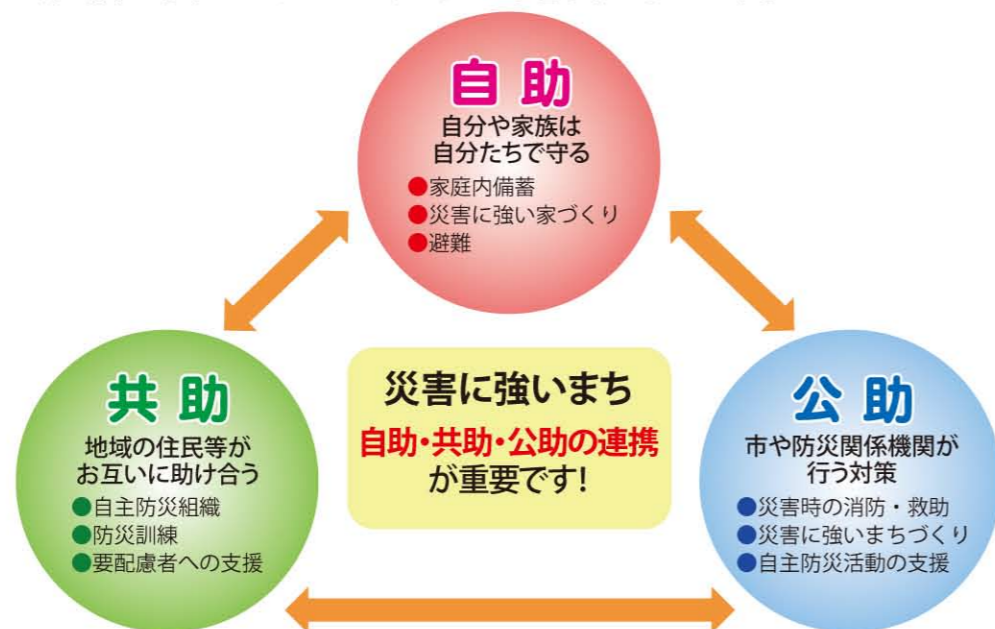 自助
自分や家族は
自分たちで守る
●家庭内備蓄
●災害に強い家づくり
●避難
共助
地域の住民等が
お互いに助け合う
●自主防災組織
●防災訓練
●要配慮者への支援
災害に強いまち
自助・共助・公助の連携
が重要です!
公助
市や防災関係機関が
行う対策
●災害時の消防・救助
●災害に強いまちづくり
●自主防災活動の支援